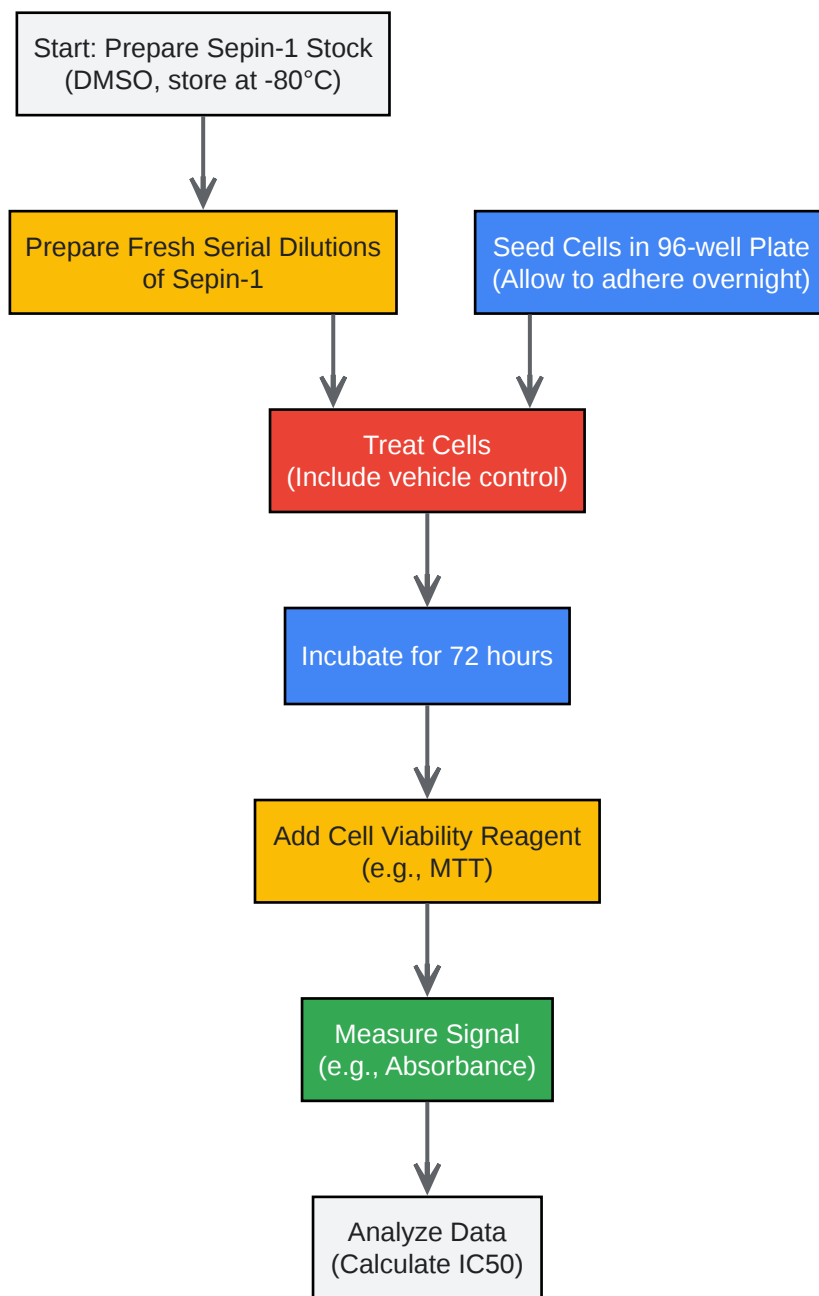 Start: Prepare Sepin-1 Stock
(DMSO, store at -80°C)
Prepare Fresh Serial Dilutions
of Sepin-1
Seed Cells in 96-well Plate
(Allow to adhere overnight)
Treat Cells
(Include vehicle control)
Incubate for 72 hours
Add Cell Viability Reagent
(e.g., MTT)
Measure Signal
(e.g., Absorbance)
Analyze Data
(Calculate IC50)